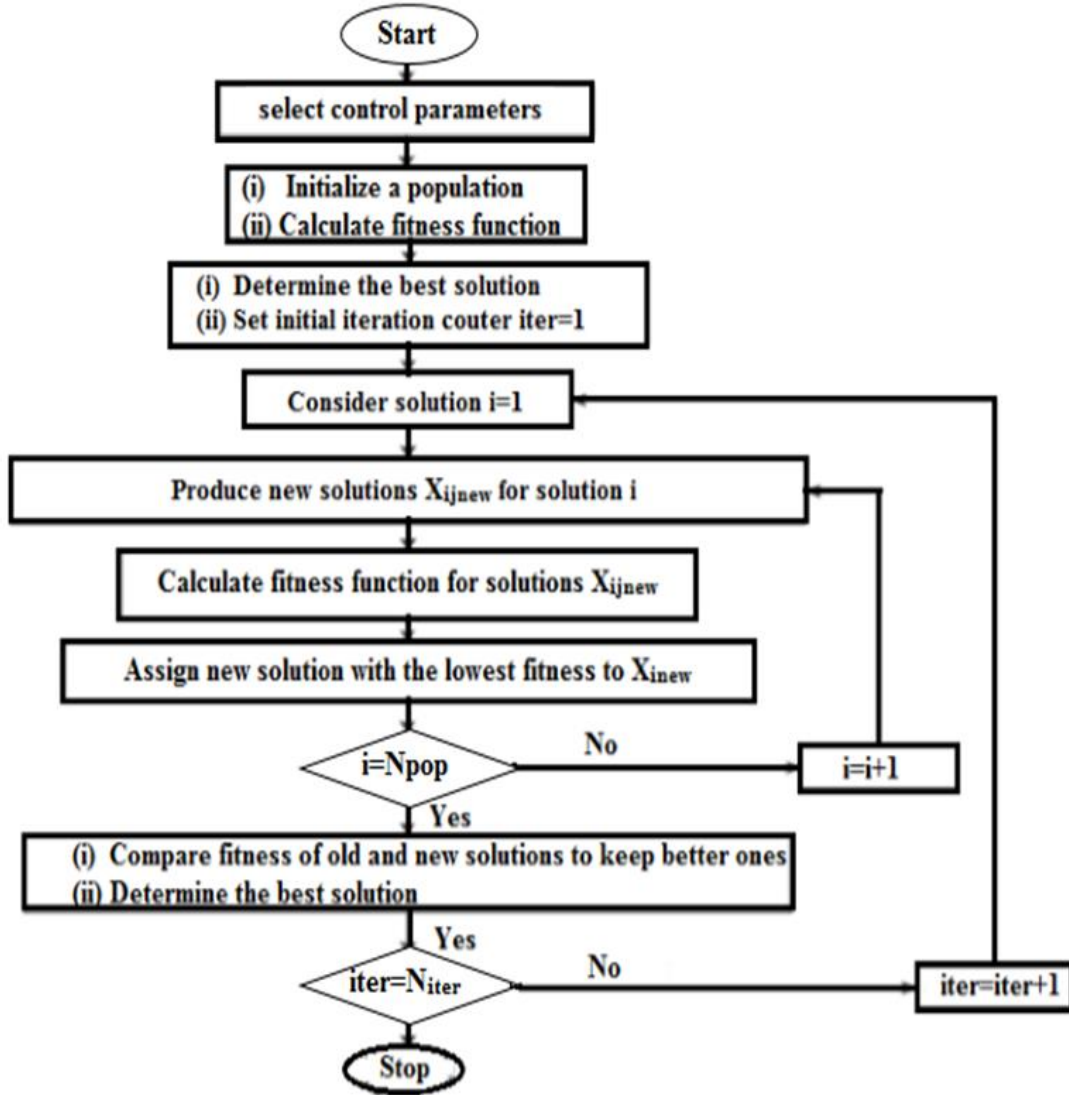 Start
select control parameters
(i) Initialize a population
(ii) Calculate fitness function
(i) Determine the best solution
(ii) Set initial iteration couter iter=1
Consider solution i=1
Produce new solutions Xijnew for solution i
Calculate fitness function for solutions Xijnew
Assign new solution with the lowest fitness to Xinew
i=Npop
No
i=i+1
Yes
(i) Compare fitness of old and new solutions to keep better ones
(ii) Determine the best solution
Yes
iter=Niter
No
iter=iter+1
Stop